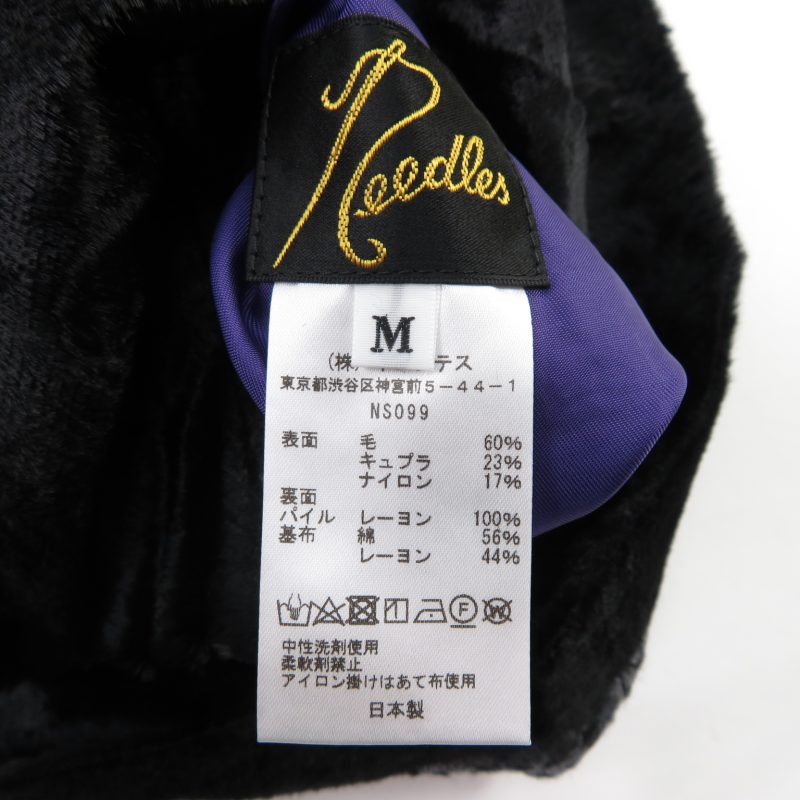 Needles
M
(株) テス
東京都渋谷区神宮前5-44-1
NS099
表面 毛 60%
キュプラ 23%
ナイロン 17%
裏面
パイル レーヨン 100%
基布 綿 56%
レーヨン 44%
F W
中性洗剤使用
柔軟剤禁止
アイロン掛けはあて布使用
日本製